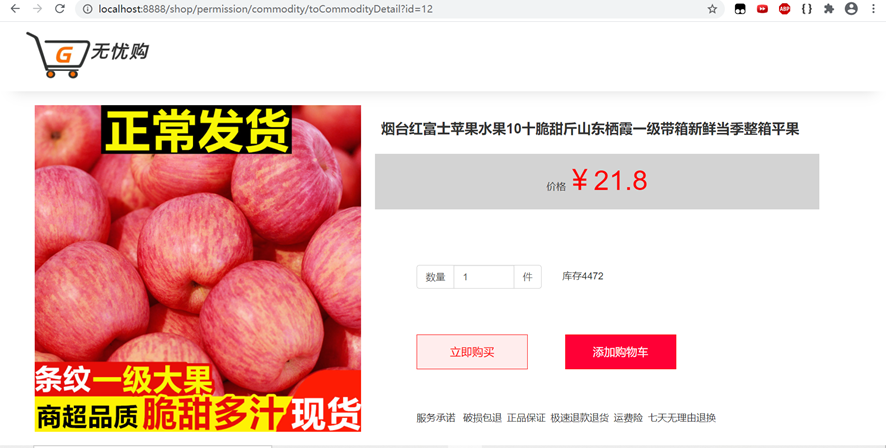 localhost:8888/shop/permission/commodity/toCommodityDetail?id=12
ABP
G 无忧购
正常发货
条纹一级大果
商超品质 脆甜多汁 现货
烟台红富士苹果水果10十脆甜斤山东栖霞一级带箱新鲜当季整箱平果
价格 ¥21.8
数量 1 件 库存4472
立即购买 添加购物车
服务承诺 破损包退 正品保证 极速退款退货 运费险 七天无理由退换